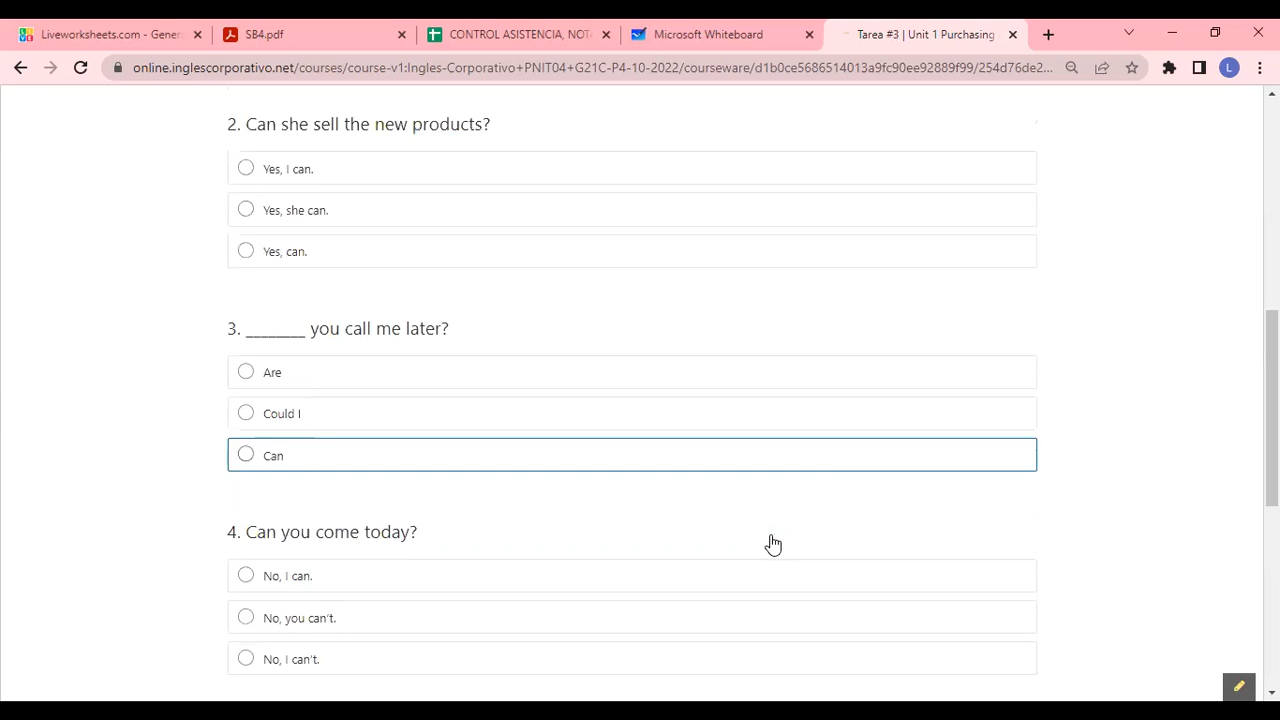 Liveworksheets.com - Gener
SB4.pdf
CONTROL ASISTENCIA, NOT
Microsoft Whiteboard
Tarea #3 | Unit 1 Purchasing
online.inglescorporativo.net/courses/course-v1:Ingles-Corporativo+PNIT04+G21C-P4-10-2022/courseware/d1b0ce5686514013a9fc90ee92889f99/254d76de2...
L
2. Can she sell the new products?
Yes, I can.
Yes, she can.
Yes, can.
3. ________ you call me later?
Are
Could I
Can
4. Can you come today?
No, I can.
No, you can't.
No, I can't.